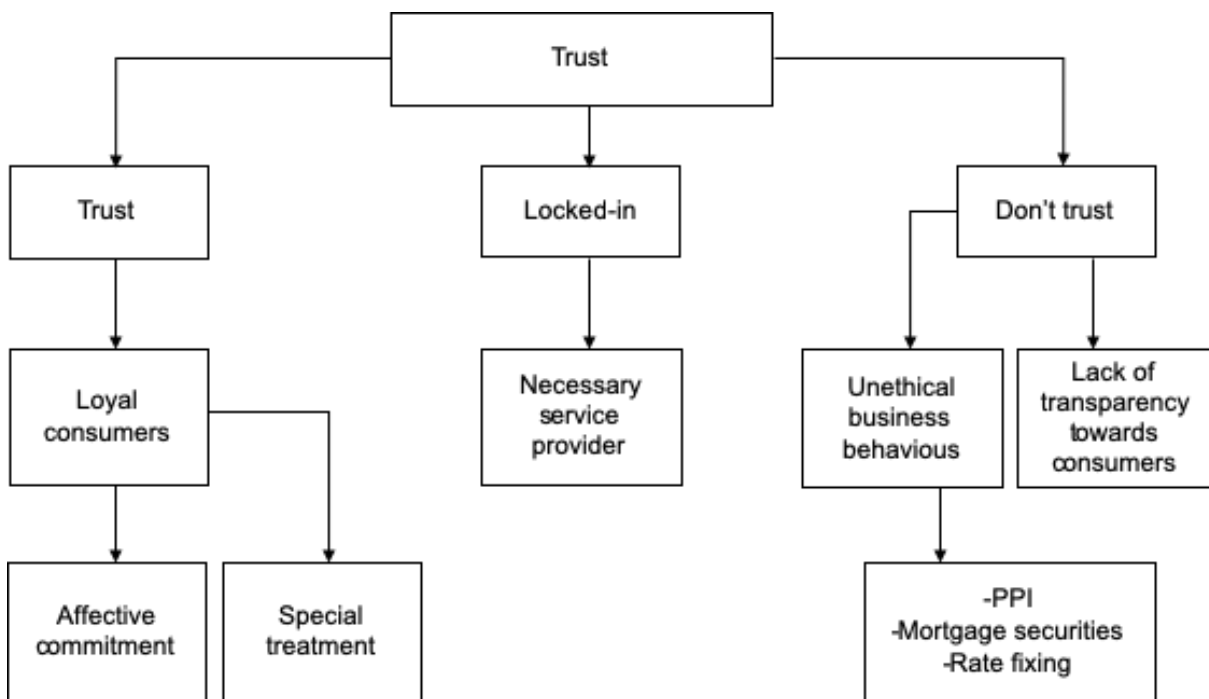 Trust
Trust
Locked-in
Don't trust
Loyal
consumers
Necessary
service
provider
Unethical
business
behavious
Lack of
transparency
towards
consumers
Affective
commitment
Special
treatment
-PPI
-Mortgage securities
-Rate fixing